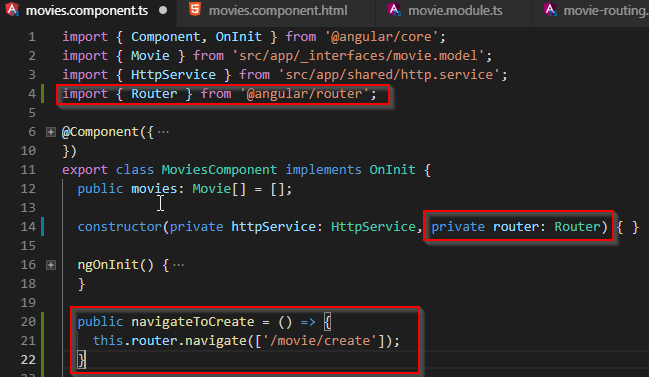 movies.component.ts movies.component.html movie.module.ts movie-routing.
1 import { Component, OnInit } from '@angular/core';
2 import { Movie } from 'src/app/_interfaces/movie.model';
3 import { HttpService } from 'src/app/shared/http.service';
4 import { Router } from '@angular/router';
5
6 @Component({ ...
10 })
11 export class MoviesComponent implements OnInit {
12 public movies: Movie[] = [];
13
14 constructor(private httpService: HttpService, private router: Router) { }
15
16 ngOnInit() { ...
18 }
19
20 public navigateToCreate = () => {
21 this.router.navigate(['/movie/create']);
22 }